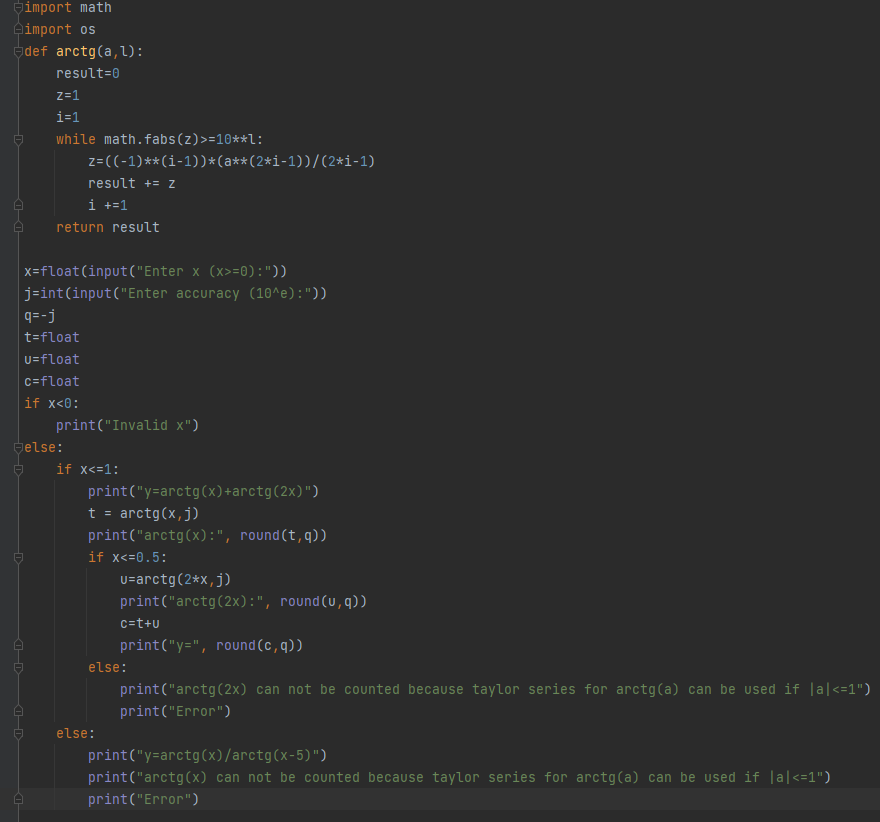 import math
import os
def arctg(a,l):
    result=0
    z=1
    i=1
    while math.fabs(z)>=10**l:
        z=((-1)**(i-1))*(a**(2*i-1))/(2*i-1)
        result += z
        i +=1
    return result

x=float(input("Enter x (x>=0):"))
j=int(input("Enter accuracy (10^e):"))
q=-j
t=float
u=float
c=float
if x<0:
    print("Invalid x")
else:
    if x<=1:
        print("y=arctg(x)+arctg(2x)")
        t = arctg(x,j)
        print("arctg(x):", round(t,q))
        if x<=0.5:
            u=arctg(2*x,j)
            print("arctg(2x):", round(u,q))
            c=t+u
            print("y=", round(c,q))
        else:
            print("arctg(2x) can not be counted because taylor series for arctg(a) can be used if |a|<=1")
            print("Error")
    else:
        print("y=arctg(x)/arctg(x-5)")
        print("arctg(x) can not be counted because taylor series for arctg(a) can be used if |a|<=1")
        print("Error")